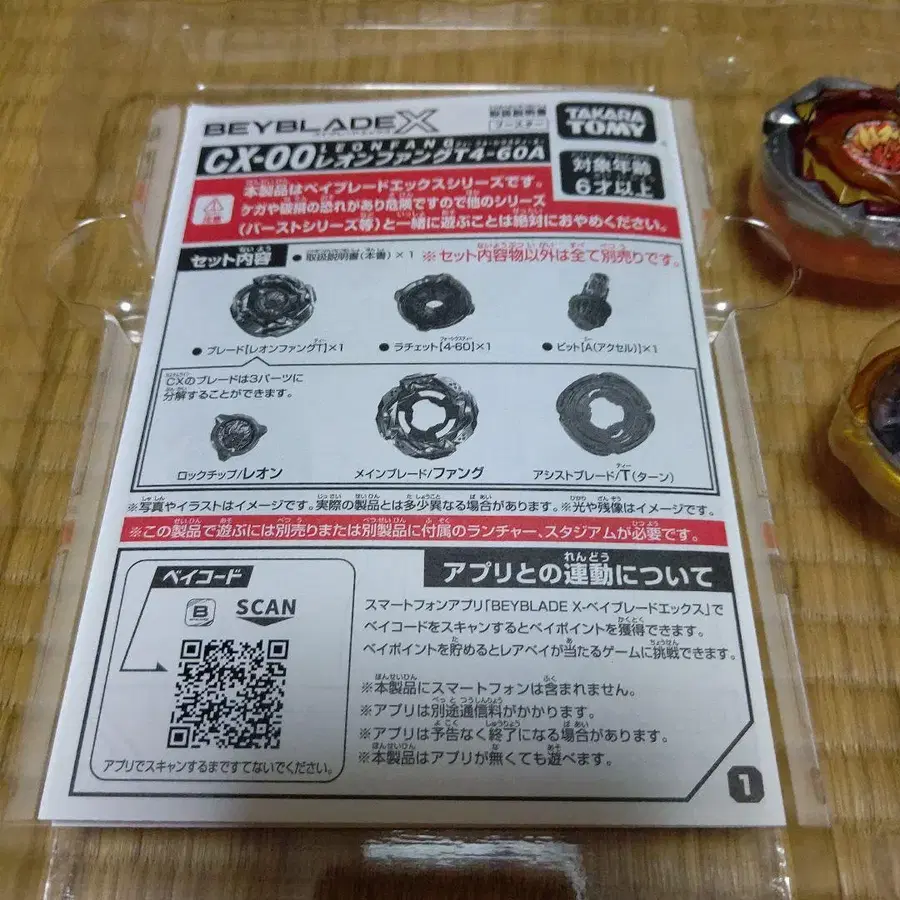 BEYBLADE X
取扱説明書
ブースター
TAKARA TOMY
LEONFANG
CX-00 レオンファングT4-60A
対象年齢
6才以上
本製品はベイブレードエックスシリーズです。
ケガや破損の恐れがあり危険ですので他のシリーズ
(バーストシリーズ等)と一緒に遊ぶことは絶対におやめください。
注意
セット内容
●取扱説明書(本書)×1 ※セット内容物以外は全て別売りです。
●ブレード[レオンファングT]×1
●ラチェット[4-60]×1
●ビット[A(アクセル)]×1
CXのブレードは3パーツに
分解することができます。
ロックチップ/レオン
メインブレード/ファング
アシストブレード/T(ターン)
※写真やイラストはイメージです。実際の製品とは多少異なる場合があります。※光や残像はイメージです。
※この製品で遊ぶには別売りまたは別製品に付属のランチャー、スタジアムが必要です。
ベイコード
B SCAN
アプリでスキャンするまですてないでください。
アプリとの連動について
スマートフォンアプリ「BEYBLADE X-ベイブレードエックス」で
ベイコードをスキャンするとベイポイントを獲得できます。
ベイポイントを貯めるとレアベイが当たるゲームに挑戦できます。
※本製品にスマートフォンは含まれません。
※アプリは別途通信料がかかります。
※アプリは予告なく終了になる場合があります。
※本製品はアプリが無くても遊べます。
1